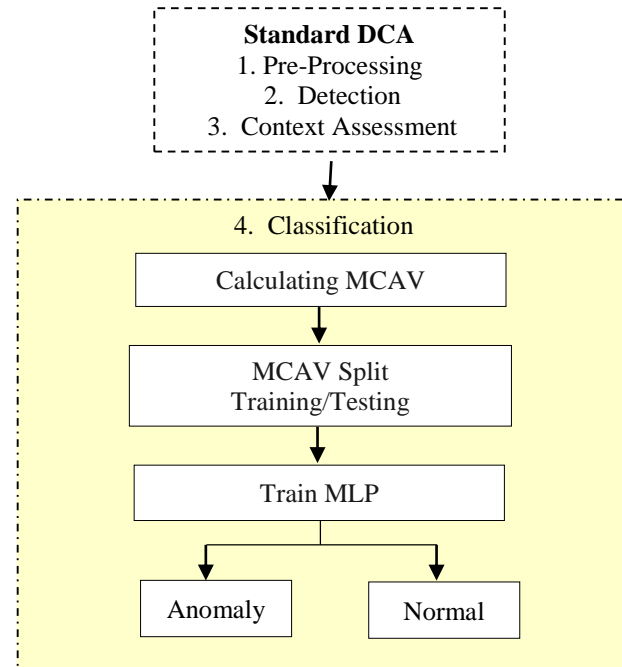 Standard DCA
1. Pre-Processing
2. Detection
3. Context Assessment
4. Classification
Calculating MCAV
MCAV Split
Training/Testing
Train MLP
Anomaly
Normal